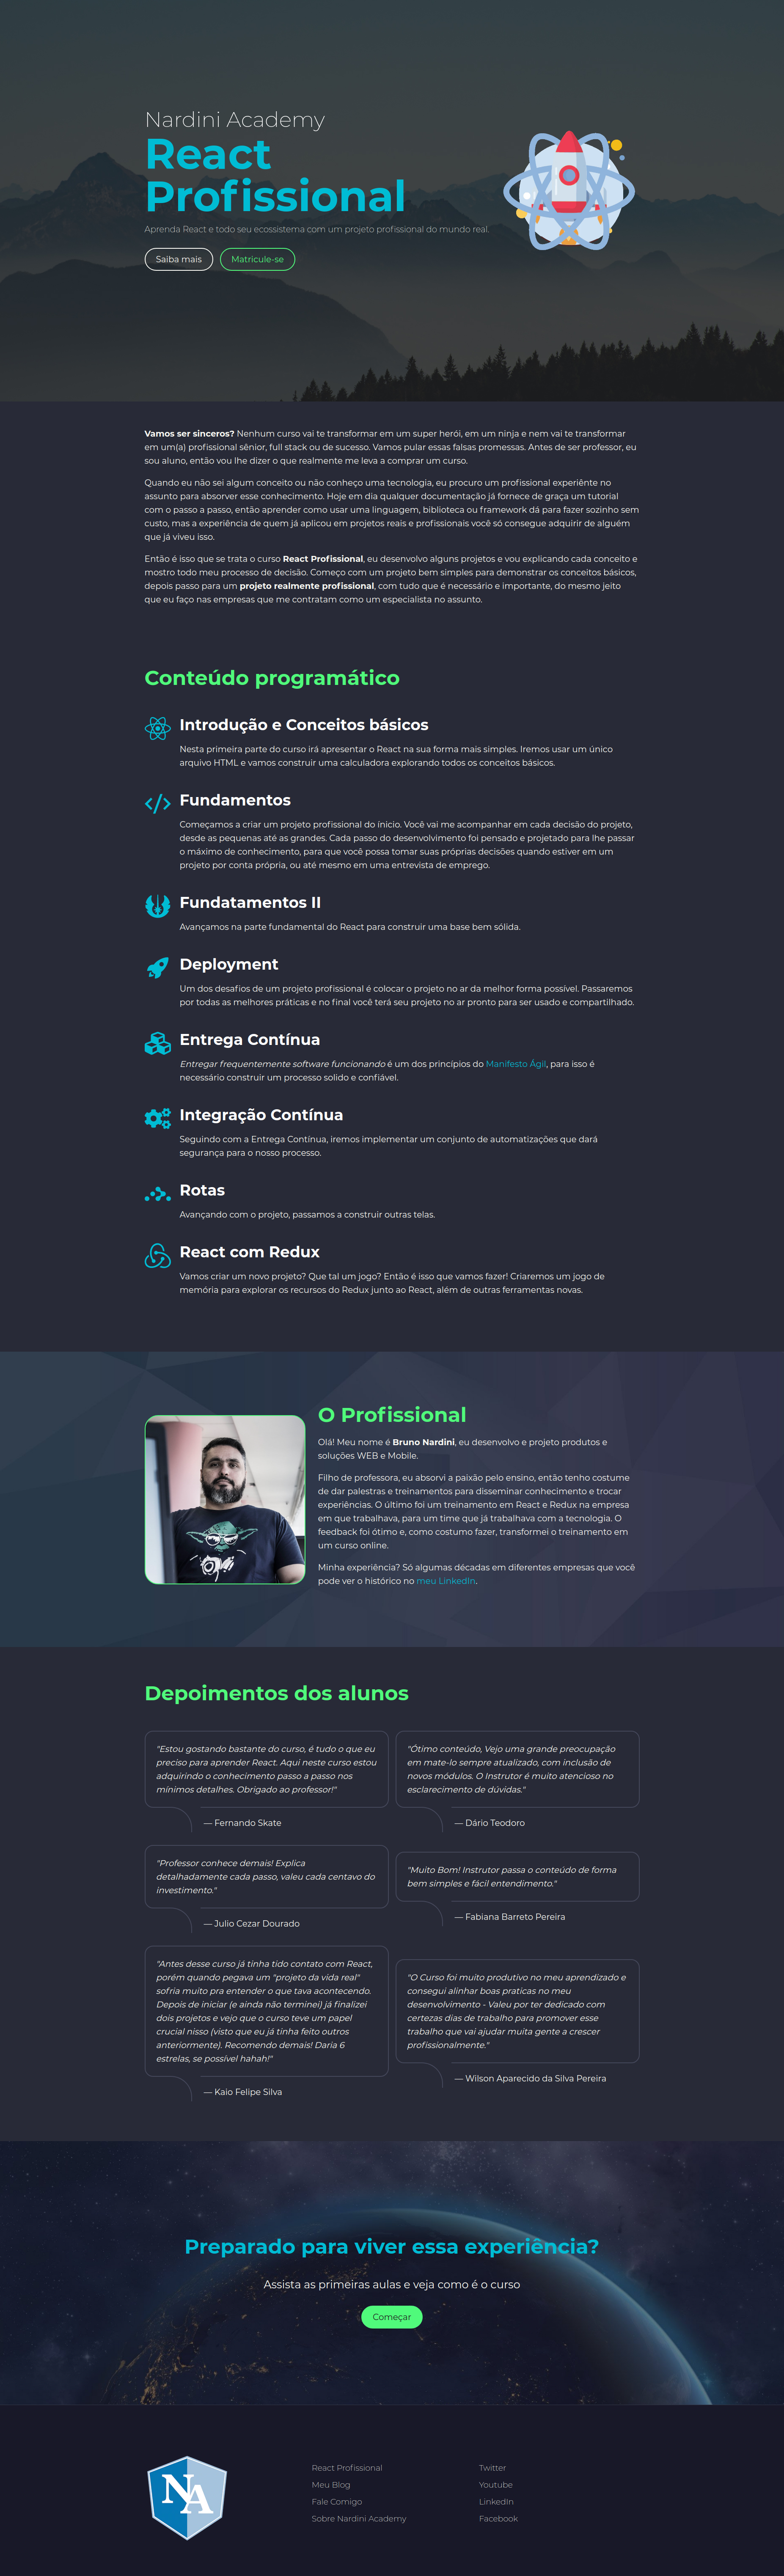 Nardini Academy
React
Profissional
Aprenda React e todo seu ecossistema com um projeto profissional do mundo real.
Saiba mais
Matricule-se
Vamos ser sinceros? Nenhum curso vai te transformar em um super herói, em um ninja e nem vai te transformar
em um(a) profissional sênior, full stack ou de sucesso. Vamos pular essas falsas promessas. Antes de ser professor, eu
sou aluno, então vou lhe dizer o que realmente me leva a comprar um curso.
Quando eu não sei algum conceito ou não conheço uma tecnologia, eu procuro um profissional experiênte no
assunto para absorver esse conhecimento. Hoje em dia qualquer documentação já fornece de graça um tutorial
com o passo a passo, então aprender como usar uma linguagem, biblioteca ou framework dá para fazer sozinho sem
custo, mas a experiência de quem já aplicou em projetos reais e profissionais você só consegue adquirir de alguém
que já viveu isso.
Então é isso que se trata o curso React Profissional, eu desenvolvo alguns projetos e vou explicando cada conceito e
mostro todo meu processo de decisão. Começo com um projeto bem simples para demonstrar os conceitos básicos,
depois passo para um projeto realmente profissional, com tudo que é necessário e importante, do mesmo jeito
que eu faço nas empresas que me contratam como um especialista no assunto.
Conteúdo programático
Introdução e Conceitos básicos
Nesta primeira parte do curso irá apresentar o React na sua forma mais simples. Iremos usar um único
arquivo HTML e vamos construir uma calculadora explorando todos os conceitos básicos.
Fundamentos
Começamos a criar um projeto profissional do ínicio. Você vai me acompanhar em cada decisão do projeto,
desde as pequenas até as grandes. Cada passo do desenvolvimento foi pensado e projetado para lhe passar
o máximo de conhecimento, para que você possa tomar suas próprias decisões quando estiver em um
projeto por conta própria, ou até mesmo em uma entrevista de emprego.
Fundatamentos II
Avançamos na parte fundamental do React para construir uma base bem sólida.
Deployment
Um dos desafios de um projeto profissional é colocar o projeto no ar da melhor forma possível. Passaremos
por todas as melhores práticas e no final você terá seu projeto no ar pronto para ser usado e compartilhado.
Entrega Contínua
Entregar frequentemente software funcionando é um dos princípios do Manifesto Ágil, para isso é
necessário construir um processo solido e confiável.
Integração Contínua
Seguindo com a Entrega Contínua, iremos implementar um conjunto de automatizações que dará
segurança para o nosso processo.
Rotas
Avançando com o projeto, passamos a construir outras telas.
React com Redux
Vamos criar um novo projeto? Que tal um jogo? Então é isso que vamos fazer! Criaremos um jogo de
memória para explorar os recursos do Redux junto ao React, além de outras ferramentas novas.
O Profissional
Olá! Meu nome é Bruno Nardini, eu desenvolvo e projeto produtos e
soluções WEB e Mobile.
Filho de professora, eu absorvi a paixão pelo ensino, então tenho costume
de dar palestras e treinamentos para disseminar conhecimento e trocar
experiências. O último foi um treinamento em React e Redux na empresa
em que trabalhava, para um time que já trabalhava com a tecnologia. O
feedback foi ótimo e, como costumo fazer, transformei o treinamento em
um curso online.
Minha experiência? Só algumas décadas em diferentes empresas que você
pode ver o histórico no meu LinkedIn.
Depoimentos dos alunos
"Estou gostando bastante do curso, é tudo o que eu
preciso para aprender React. Aqui neste curso estou
adquirindo o conhecimento passo a passo nos
mínimos detalhes. Obrigado ao professor!"
— Fernando Skate
"Ótimo conteúdo, Vejo uma grande preocupação
em mate-lo sempre atualizado, com inclusão de
novos módulos. O Instrutor é muito atencioso no
esclarecimento de dúvidas."
— Dário Teodoro
"Professor conhece demais! Explica
detalhadamente cada passo, valeu cada centavo do
investimento."
— Julio Cezar Dourado
"Muito Bom! Instrutor passa o conteúdo de forma
bem simples e fácil entendimento."
— Fabiana Barreto Pereira
"Antes desse curso já tinha tido contato com React,
porém quando pegava um "projeto da vida real"
sofria muito pra entender o que tava acontecendo.
Depois de iniciar (e ainda não terminei) já finalizei
dois projetos e vejo que o curso teve um papel
crucial nisso (visto que eu já tinha feito outros
anteriormente). Recomendo demais! Daria 6
estrelas, se possível hahah!"
— Kaio Felipe Silva
"O Curso foi muito produtivo no meu aprendizado e
consegui alinhar boas praticas no meu
desenvolvimento - Valeu por ter dedicado com
certezas dias de trabalho para promover esse
trabalho que vai ajudar muita gente a crescer
profissionalmente."
— Wilson Aparecido da Silva Pereira
Preparado para viver essa experiência?
Assista as primeiras aulas e veja como é o curso
Começar
NA
React Profissional
Meu Blog
Fale Comigo
Sobre Nardini Academy
Twitter
Youtube
LinkedIn
Facebook